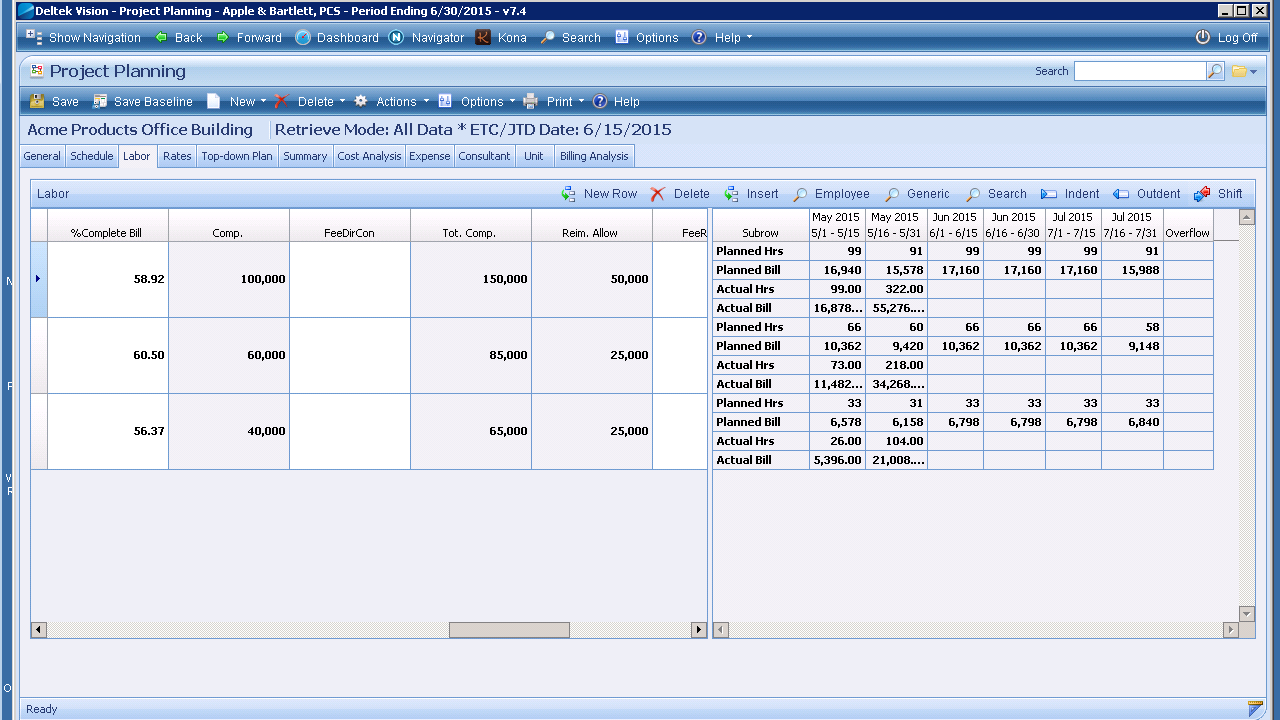 Deltek Vision - Project Planning - Apple & Bartlett, PCS - Period Ending 6/30/2015 - v7.4
Show Navigation Back Forward Dashboard Navigator Kona Search Options Help Log Off
Project Planning Search
Save Save Baseline New Delete Actions Options Print Help
Acme Products Office Building Retrieve Mode: All Data * ETC/JTD Date: 6/15/2015
General Schedule Labor Rates Top-down Plan Summary Cost Analysis Expense Consultant Unit Billing Analysis
Labor New Row Delete Insert Employee Generic Search Indent Outdent Shift
May 2015 May 2015 Jun 2015 Jun 2015 Jul 2015 Jul 2015
%Complete Bill Comp. FeeDirCon Tot. Comp. Reim. Allow FeeR Subrow 5/1 - 5/15 5/16 - 5/31 6/1 - 6/15 6/16 - 6/30 7/1 - 7/15 7/16 - 7/31 Overflow
Planned Hrs 99 91 99 99 99 91
Planned Bill 16,940 15,578 17,160 17,160 17,160 15,988
58.92 100,000 150,000 50,000
Actual Hrs 99.00 322.00
Actual Bill 16,878... 55,276....
Planned Hrs 66 60 66 66 66 58
Planned Bill 10,362 9,420 10,362 10,362 10,362 9,148
60.50 60,000 85,000 25,000
Actual Hrs 73.00 218.00
Actual Bill 11,482... 34,268....
Planned Hrs 33 31 33 33 33 33
Planned Bill 6,578 6,158 6,798 6,798 6,798 6,840
56.37 40,000 65,000 25,000
Actual Hrs 26.00 104.00
Actual Bill 5,396.00 21,008....
Ready